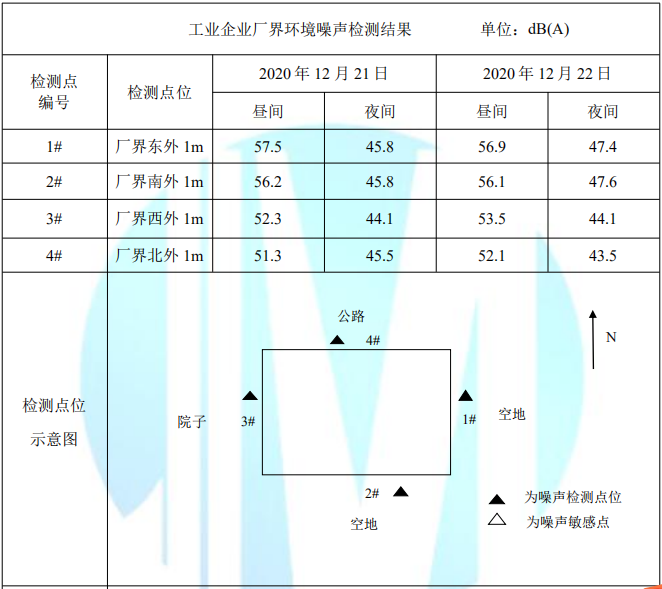 工业企业厂界环境噪声检测结果 单位：dB(A)
检测点
编号
检测点位
2020 年 12 月 21 日 2020 年 12 月 22 日
昼间 夜间 昼间 夜间
1# 厂界东外 1m 57.5 45.8 56.9 47.4
2# 厂界南外 1m 56.2 45.8 56.1 47.6
3# 厂界西外 1m 52.3 44.1 53.5 44.1
4# 厂界北外 1m 51.3 45.5 52.1 43.5
检测点位
示意图
公路
4#
N
院子
3#
1#
空地
2#
空地
为噪声检测点位
为噪声敏感点